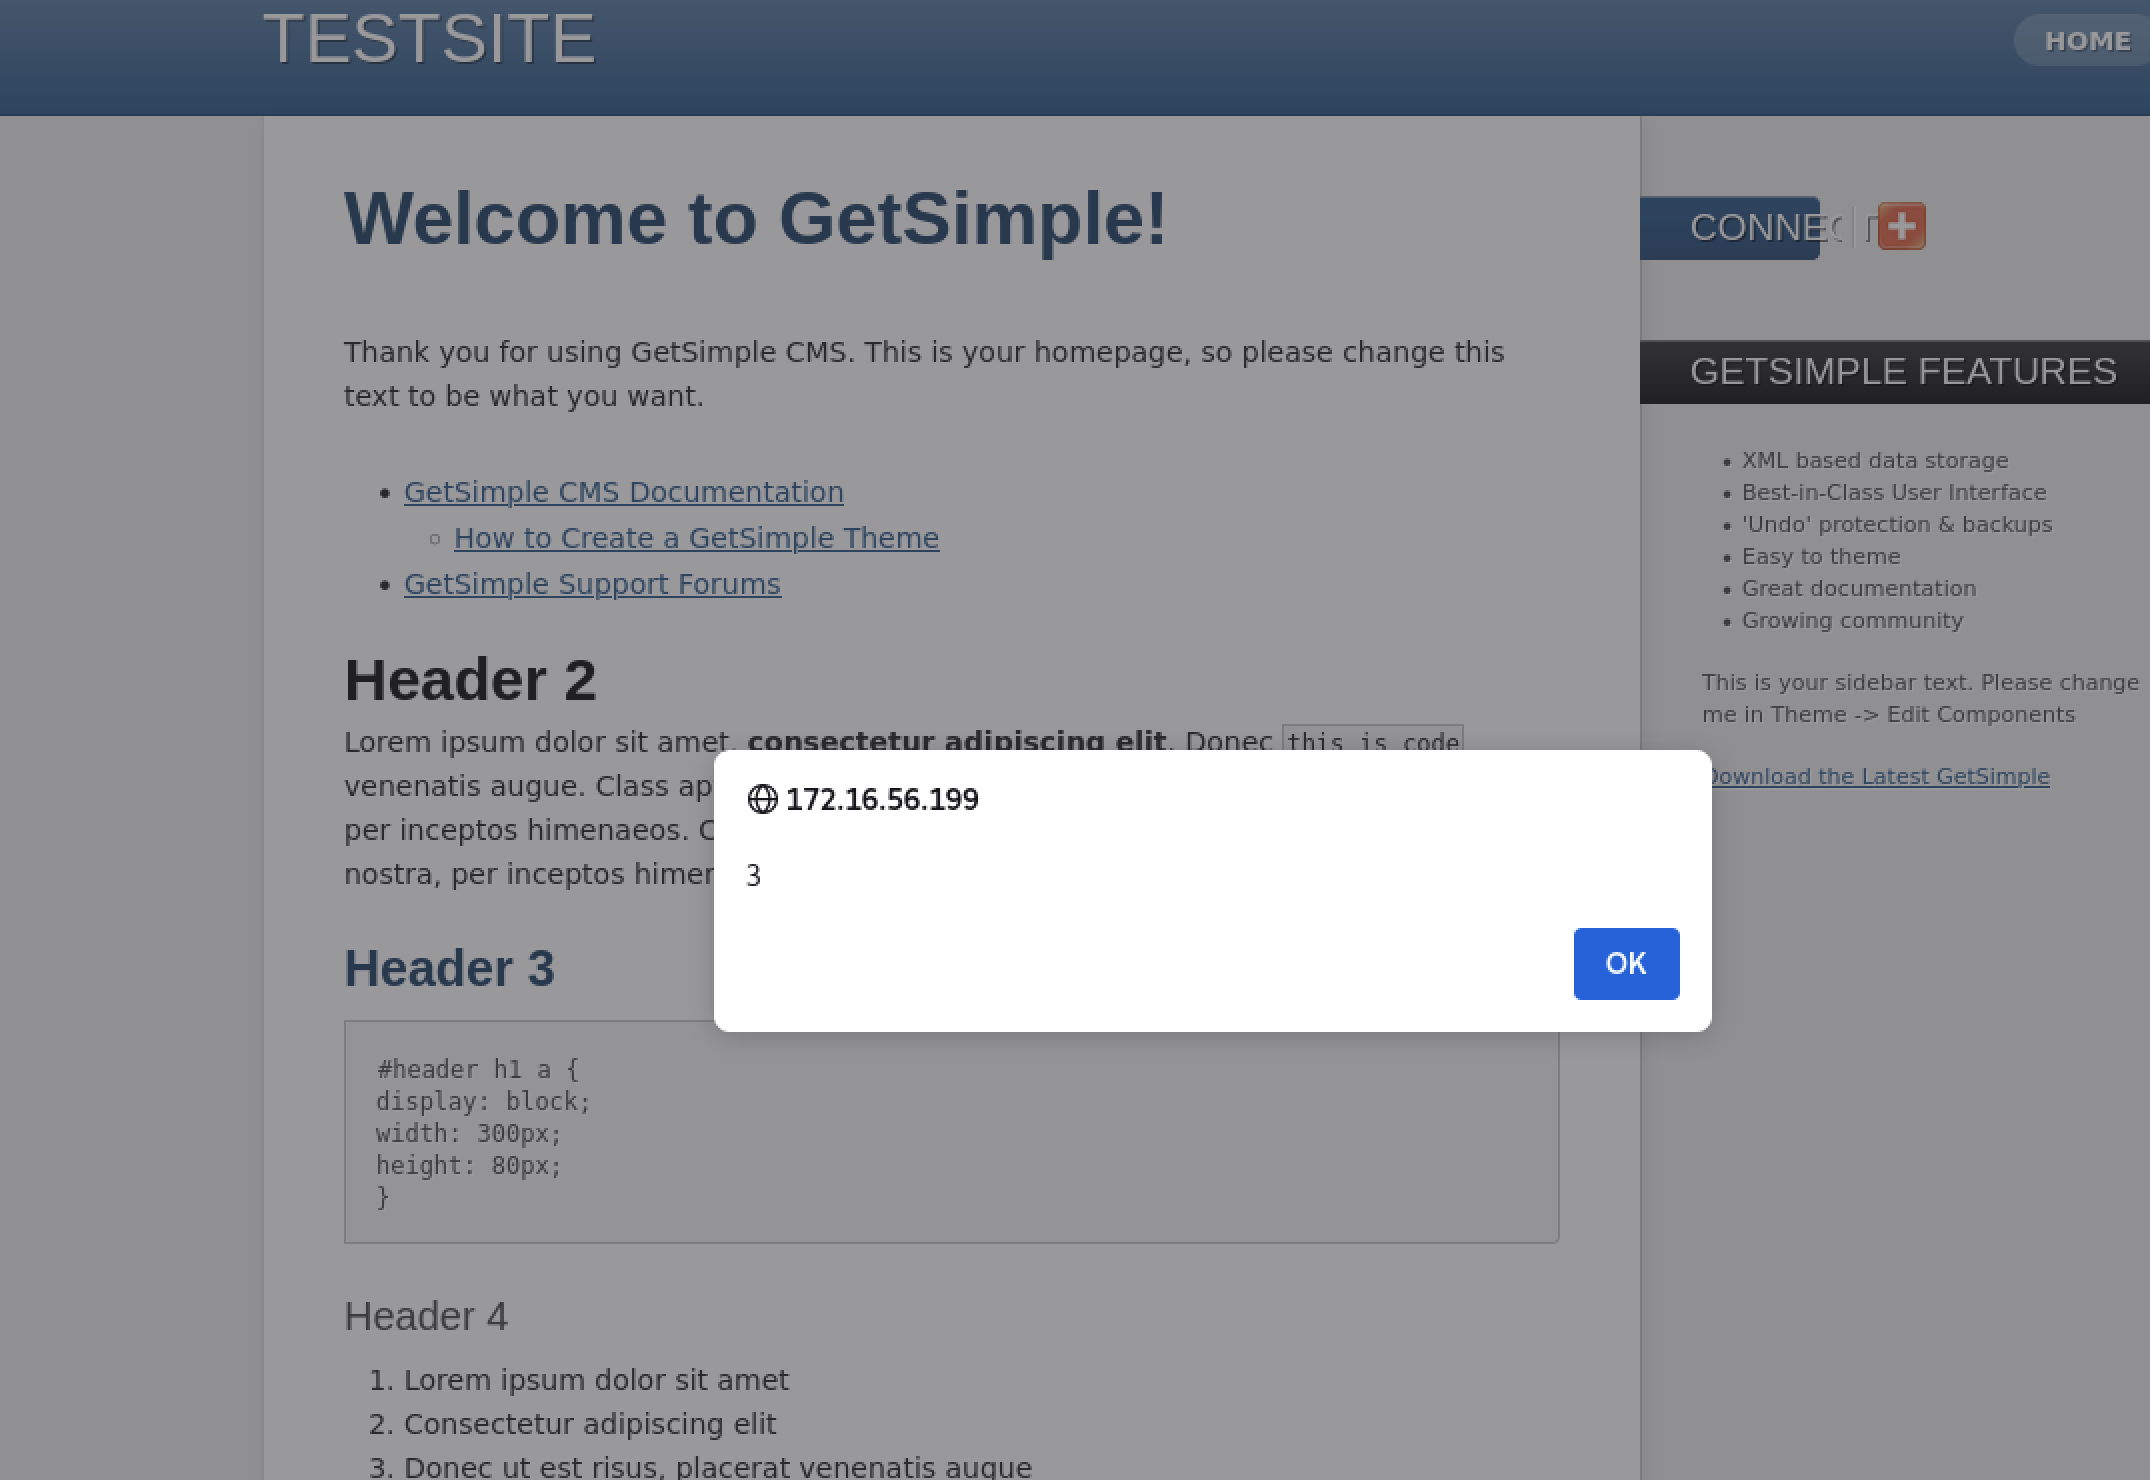 TESTSITE
HOME
Welcome to GetSimple!
Thank you for using GetSimple CMS. This is your homepage, so please change this
text to be what you want.
• GetSimple CMS Documentation
○ How to Create a GetSimple Theme
• GetSimple Support Forums
Header 2
Lorem ipsum dolor sit amet, consectetur adipiscing elit. Donec this is code
venenatis augue. Class ap
per inceptos himenaeos. C
nostra, per inceptos himen
Header 3
#header h1 a {
display: block;
width: 300px;
height: 80px;
}
Header 4
1. Lorem ipsum dolor sit amet
2. Consectetur adipiscing elit
3. Donec ut est risus, placerat venenatis augue
172.16.56.199
3
OK
CONNECT
GETSIMPLE FEATURES
• XML based data storage
• Best-in-Class User Interface
• 'Undo' protection & backups
• Easy to theme
• Great documentation
• Growing community
This is your sidebar text. Please change
me in Theme -> Edit Components
Download the Latest GetSimple